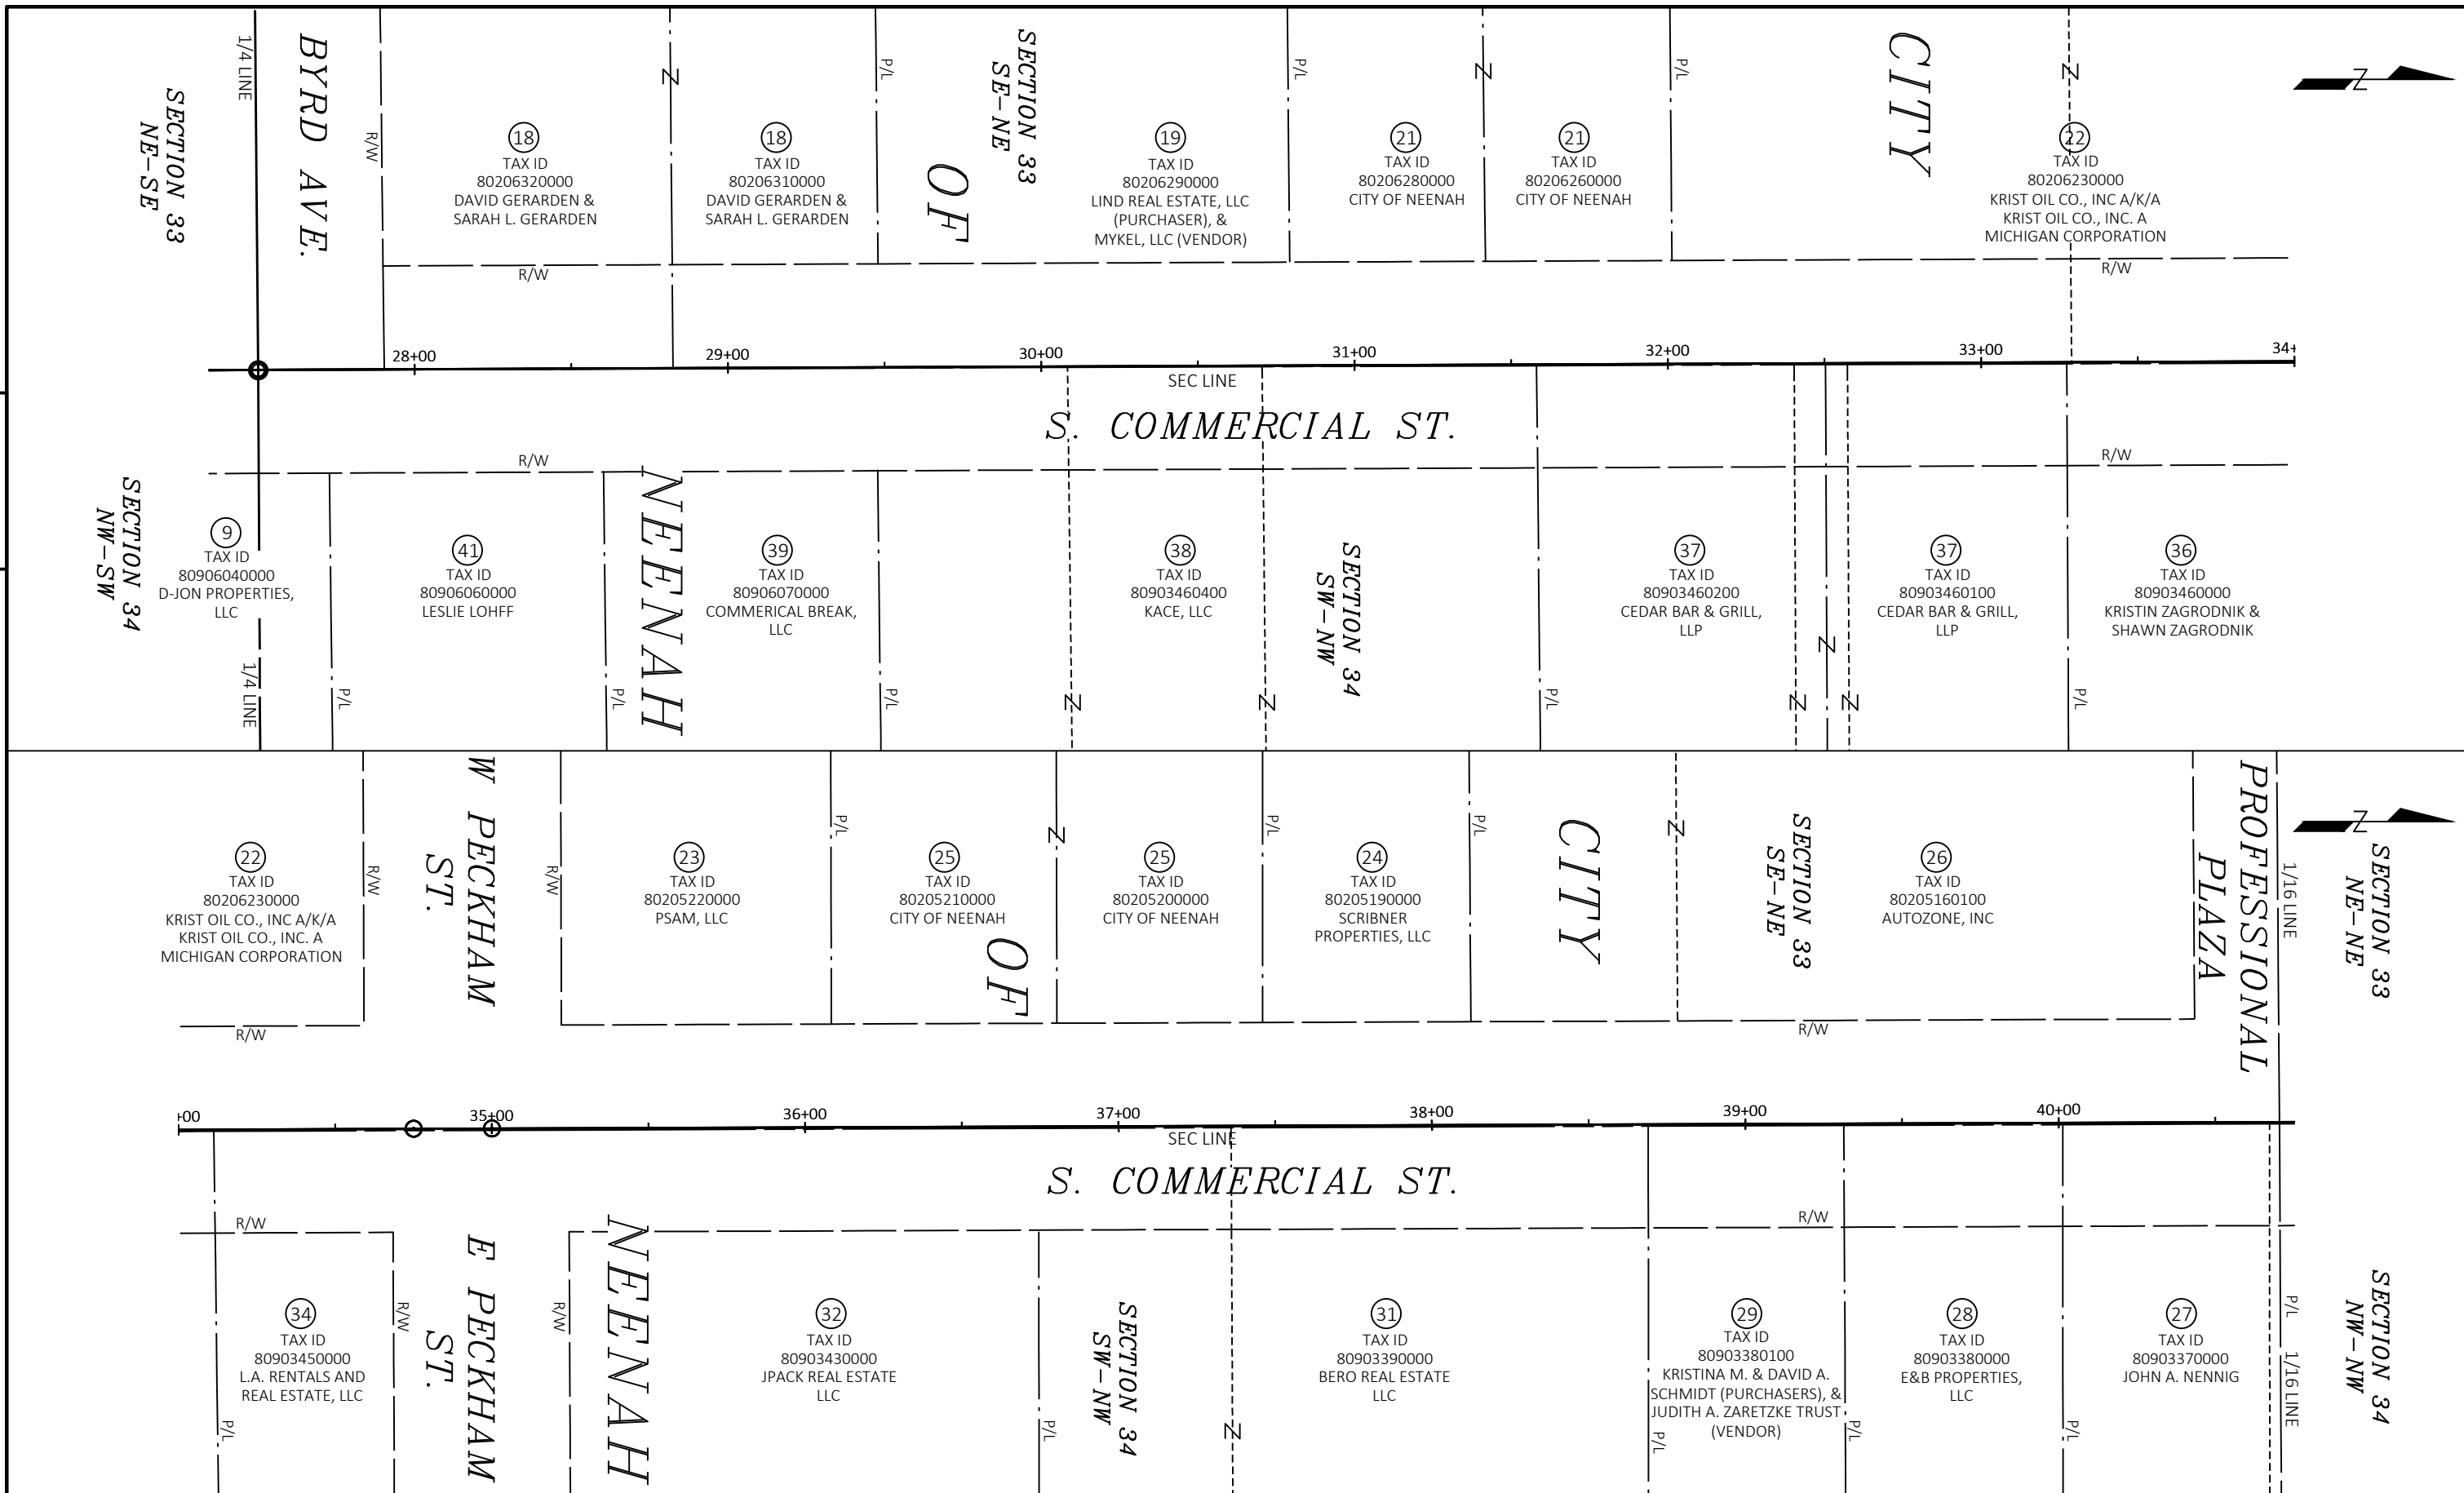 1/4 LINE
BYRD AVE.
SECTION 33
NE-SE
R/W
18
TAX ID
80206320000
DAVID GERARDEN &
SARAH L. GERARDEN
R/W
Z
18
TAX ID
80206310000
DAVID GERARDEN &
SARAH L. GERARDEN
P/L
OF
SECTION 33
SE-NE
19
TAX ID
80206290000
LIND REAL ESTATE, LLC
(PURCHASER), &
MYKEL, LLC (VENDOR)
P/L
21
TAX ID
80206280000
CITY OF NEENAH
Z
21
TAX ID
80206260000
CITY OF NEENAH
P/L
CITY
Z
22
TAX ID
80206230000
KRIST OIL CO., INC A/K/A
KRIST OIL CO., INC. A
MICHIGAN CORPORATION
R/W
Z
28+00
29+00
30+00
31+00
32+00
33+00
34+
SEC LINE
S. COMMERCIAL ST.
R/W
R/W
SECTION 34
NW-SW
9
TAX ID
80906040000
D-JON PROPERTIES,
LLC
1/4 LINE
P/L
41
TAX ID
80906060000
LESLIE LOHFF
P/L
NEENAH
39
TAX ID
80906070000
COMMERICAL BREAK,
LLC
P/L
Z
38
TAX ID
80903460400
KACE, LLC
Z
SECTION 34
SW-NW
P/L
37
TAX ID
80903460200
CEDAR BAR & GRILL,
LLP
Z
Z
Z
37
TAX ID
80903460100
CEDAR BAR & GRILL,
LLP
P/L
36
TAX ID
80903460000
KRISTIN ZAGRODNIK &
SHAWN ZAGRODNIK
22
TAX ID
80206230000
KRIST OIL CO., INC A/K/A
KRIST OIL CO., INC. A
MICHIGAN CORPORATION
R/W
R/W
W PECKHAM
ST.
R/W
23
TAX ID
80205220000
PSAM, LLC
P/L
25
TAX ID
80205210000
CITY OF NEENAH
OF
Z
25
TAX ID
80205200000
CITY OF NEENAH
P/L
24
TAX ID
80205190000
SCRIBNER
PROPERTIES, LLC
P/L
CITY
Z
SECTION 33
SE-NE
26
TAX ID
80205160100
AUTOZONE, INC
R/W
PROFESSIONAL
PLAZA
1/16 LINE
Z
SECTION 33
NE-NE
+00
35+00
36+00
37+00
38+00
39+00
40+00
SEC LINE
S. COMMERCIAL ST.
R/W
R/W
P/L
34
TAX ID
80903450000
L.A. RENTALS AND
REAL ESTATE, LLC
R/W
E PECKHAM
ST.
R/W
NEENAH
32
TAX ID
80903430000
JPACK REAL ESTATE
LLC
P/L
SECTION 34
SW-NW
Z
31
TAX ID
80903390000
BERO REAL ESTATE
LLC
P/L
29
TAX ID
80903380100
KRISTINA M. & DAVID A.
SCHMIDT (PURCHASERS), &
JUDITH A. ZARETZKE TRUST
(VENDOR)
P/L
28
TAX ID
80903380000
E&B PROPERTIES,
LLC
P/L
27
TAX ID
80903370000
JOHN A. NENNIG
P/L
1/16 LINE
SECTION 34
NW-NW